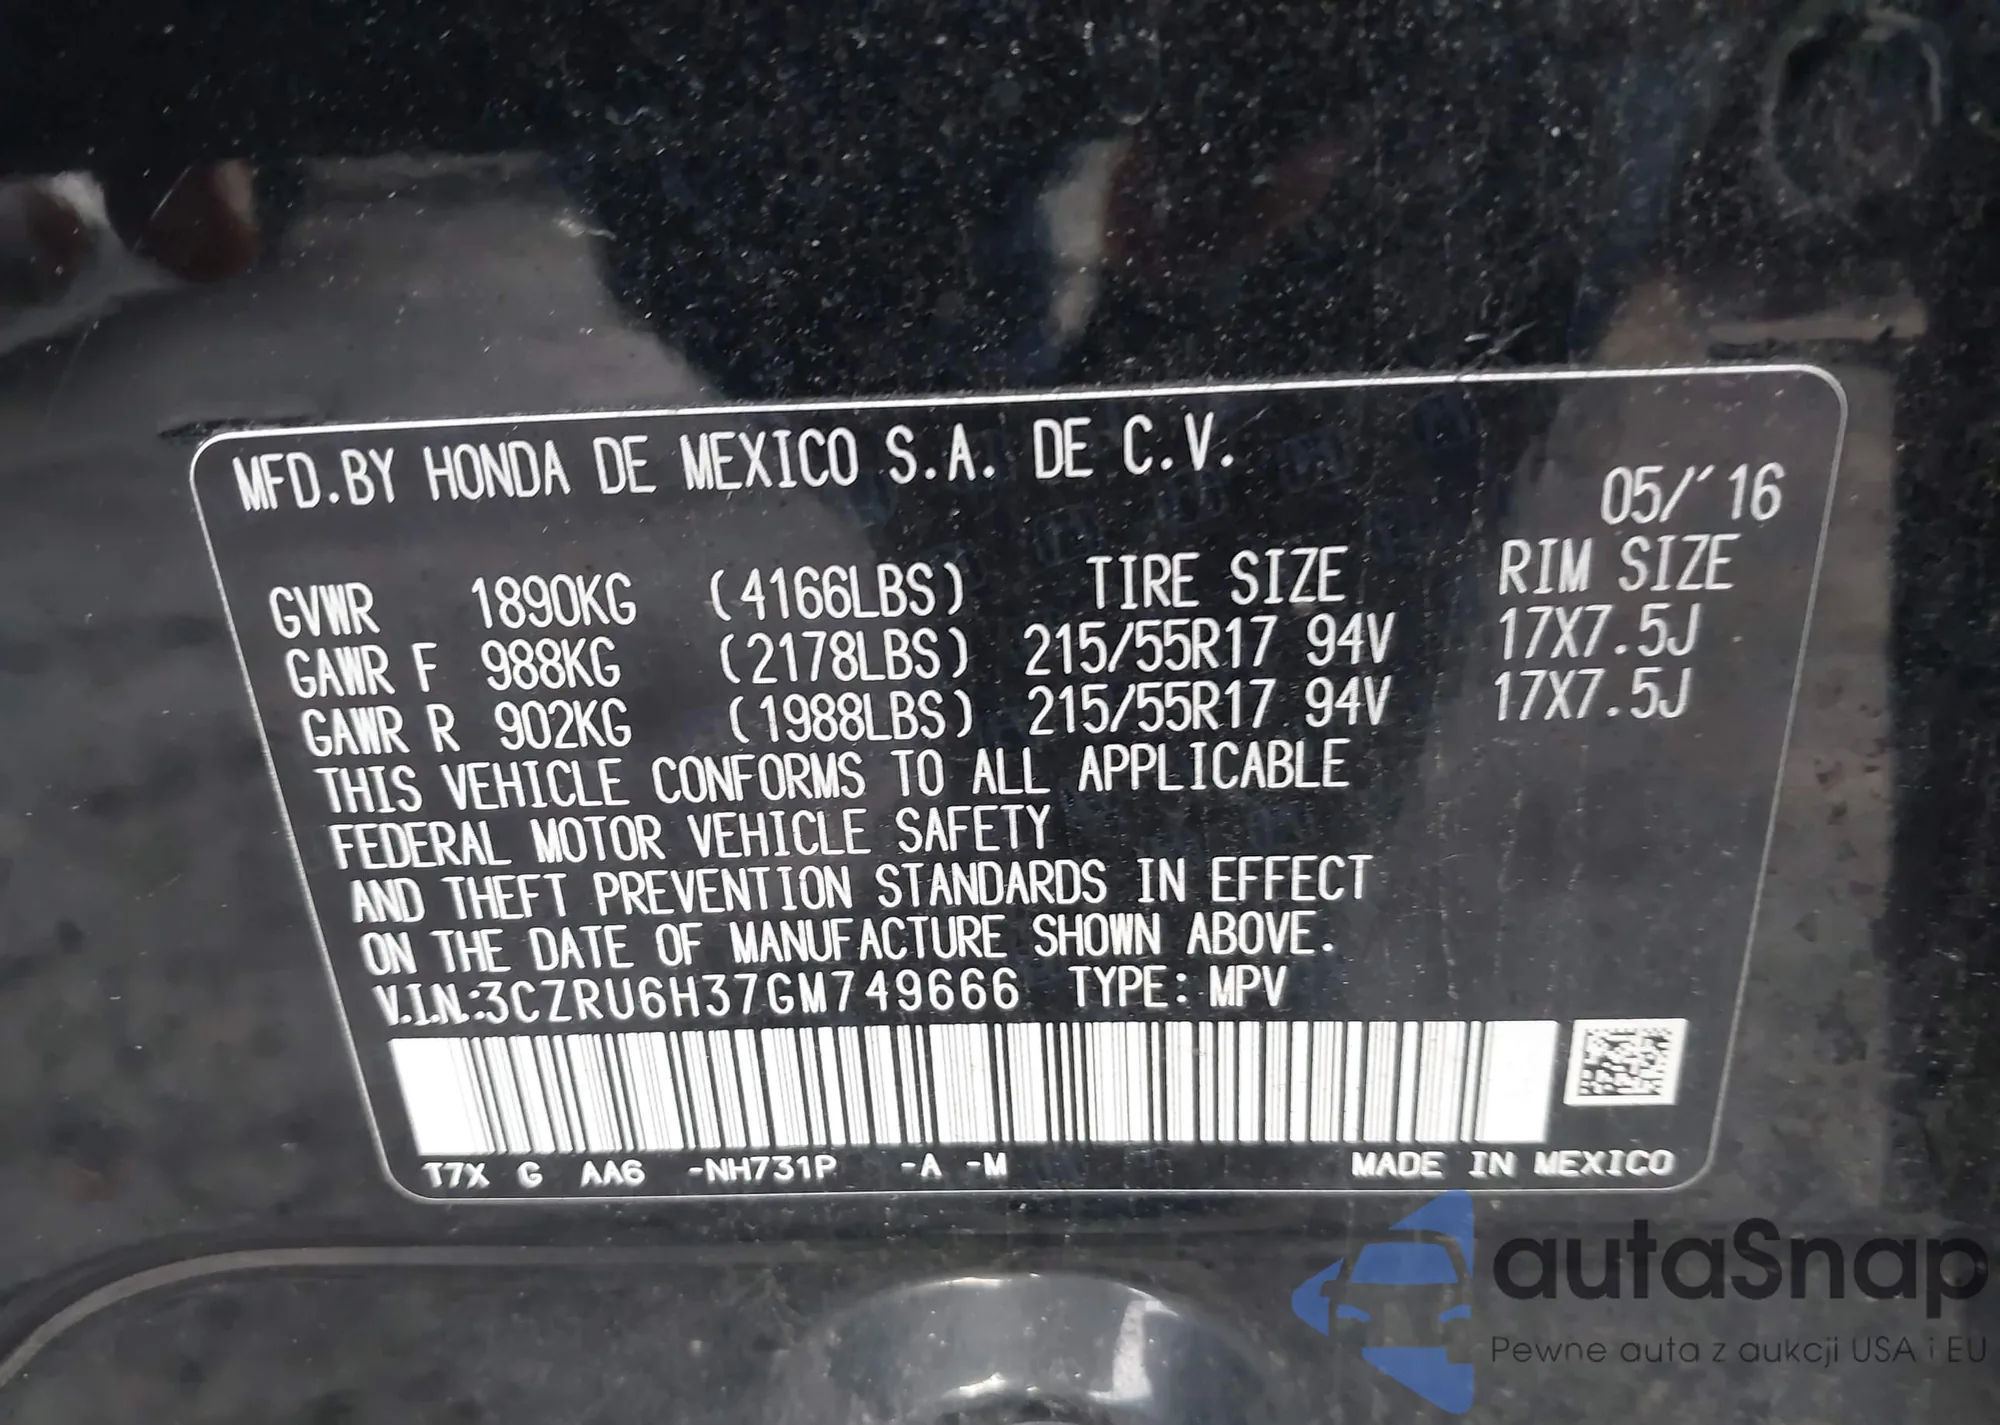 MFD.BY HONDA DE MEXICO S.A. DE C.V.
05/'16
GVWR 1890KG (4166LBS) TIRE SIZE RIM SIZE
GAWR F 988KG (2178LBS) 215/55R17 94V 17X7.5J
GAWR R 902KG (1988LBS) 215/55R17 94V 17X7.5J
THIS VEHICLE CONFORMS TO ALL APPLICABLE
FEDERAL MOTOR VEHICLE SAFETY
AND THEFT PREVENTION STANDARDS IN EFFECT
ON THE DATE OF MANUFACTURE SHOWN ABOVE.
V.I.N.:3CZRU6H37GM749666 TYPE: MPV
T7X G AA6 -NH731P -A -M MADE IN MEXICO
autaSnap
Pewne auta z aukcji USA i EU